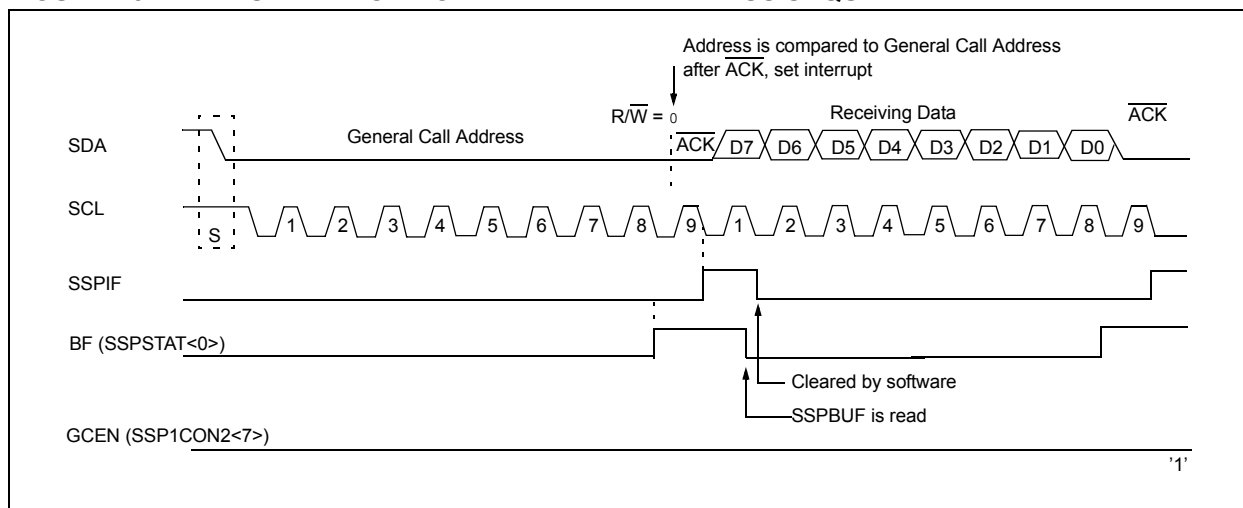 Address is compared to General Call Address
after ACK, set interrupt
R/W = 0
Receiving Data
ACK
SDA
General Call Address
ACK
D7 D6 D5 D4 D3 D2 D1 D0
SCL
S
1 2 3 4 5 6 7 8 9 1 2 3 4 5 6 7 8 9
SSPIF
BF (SSPSTAT<0>)
Cleared by software
SSPBUF is read
GCEN (SSP1CON2<7>)
'1'